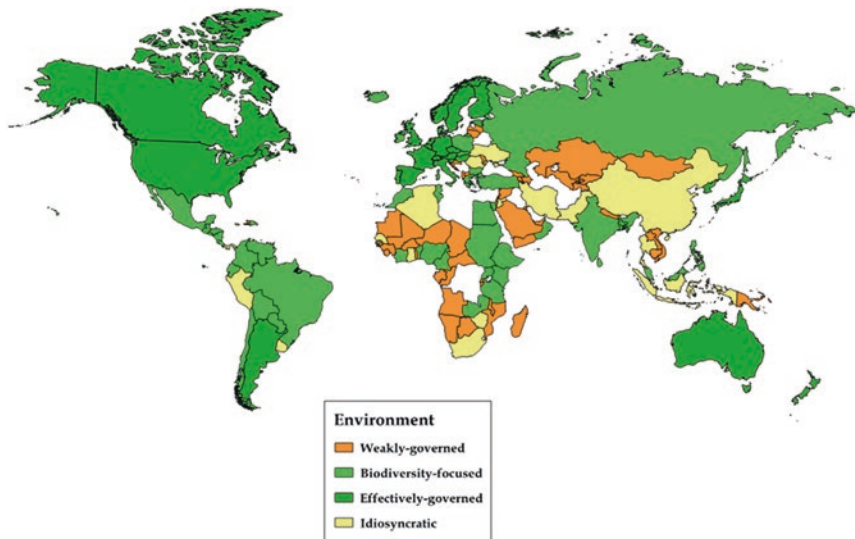 Environment
Weakly-governed
Biodiversity-focused
Effectively-governed
Idiosyncratic